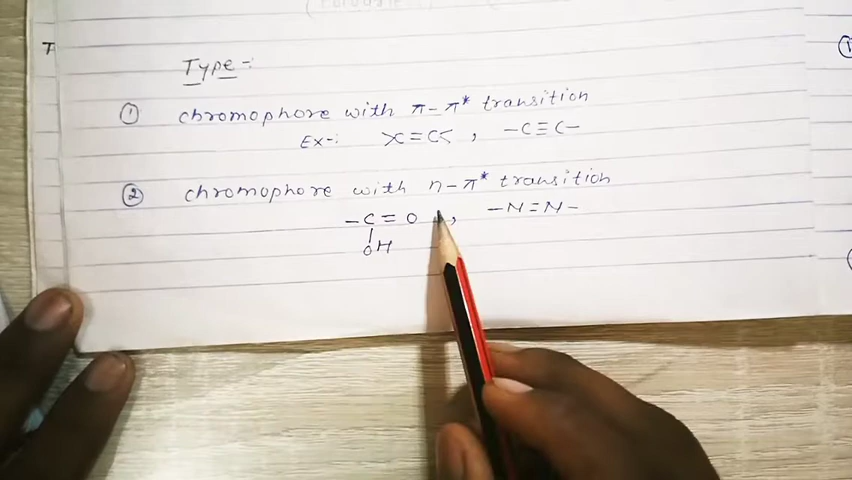 Type -:
① chromophore with π-π* transition
Ex-: >C=C< , -C≡C-
② chromophore with n-π* transition
-C=O , -N=N-
OH